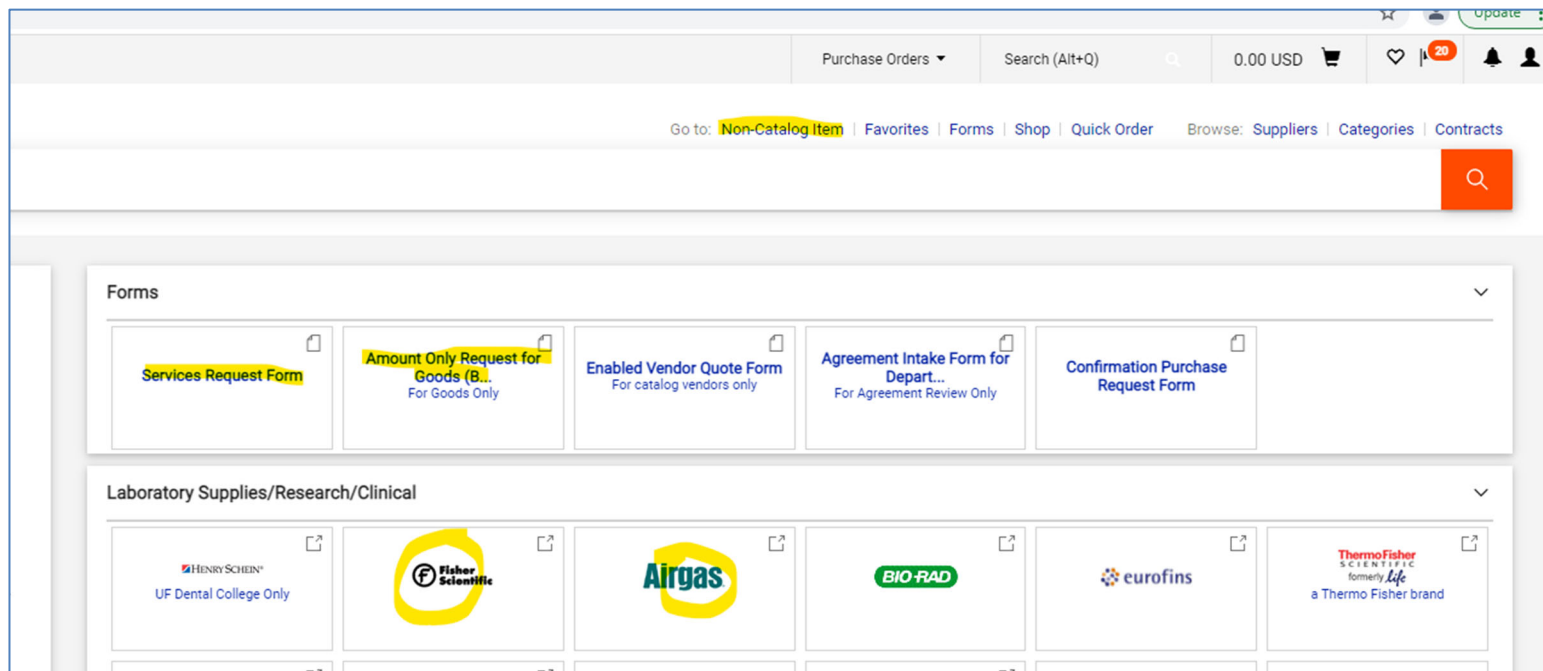 Update
Purchase Orders
Search (Alt+Q)
0.00 USD
20
Go to: Non-Catalog Item | Favorites | Forms | Shop | Quick Order Browse: Suppliers | Categories | Contracts
Forms
Services Request Form
Amount Only Request for
Goods (B...
For Goods Only
Enabled Vendor Quote Form
For catalog vendors only
Agreement Intake Form for
Depart...
For Agreement Review Only
Confirmation Purchase
Request Form
Laboratory Supplies/Research/Clinical
HENRY SCHEIN®
UF Dental College Only
Fisher
Scientific
Airgas
BIO-RAD
eurofins
ThermoFisher
SCIENTIFIC
formerly life
a Thermo Fisher brand